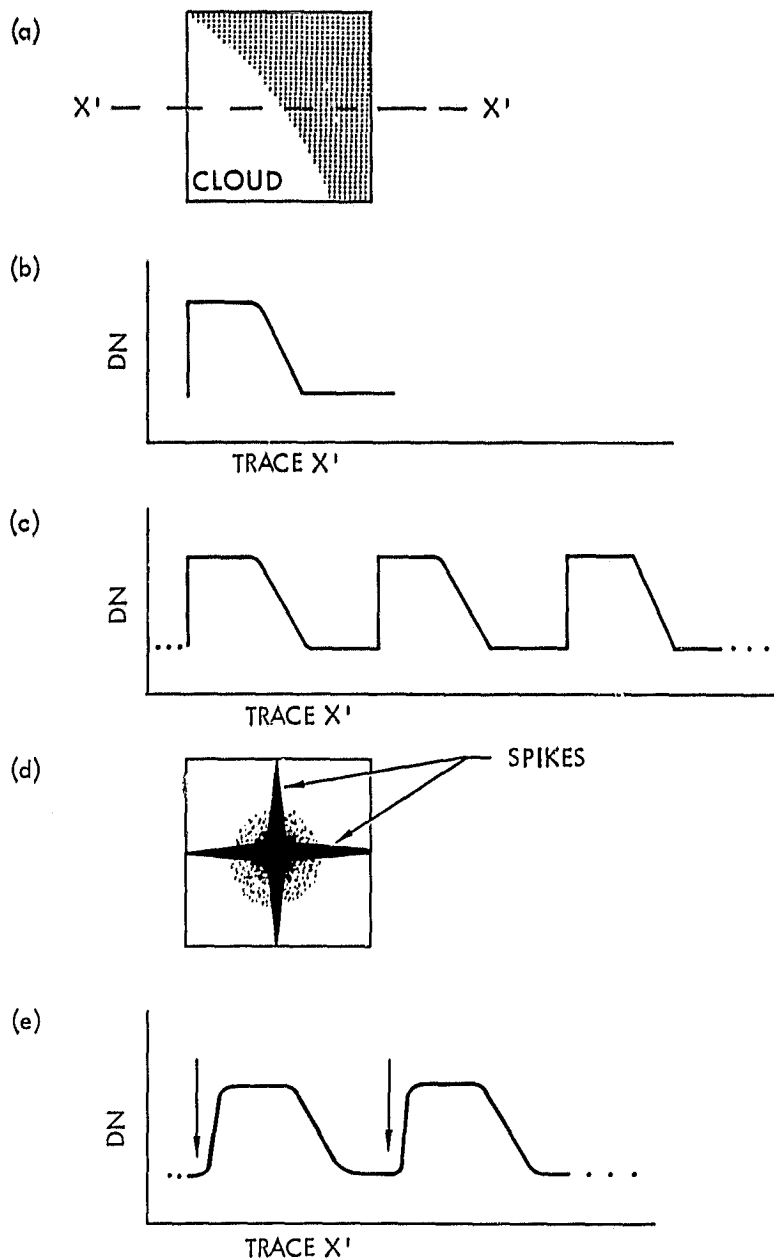 (a)
X' X'
CLOUD
(b)
DN
TRACE X'
(c)
DN
TRACE X'
(d)
SPIKES
(e)
DN
TRACE X'